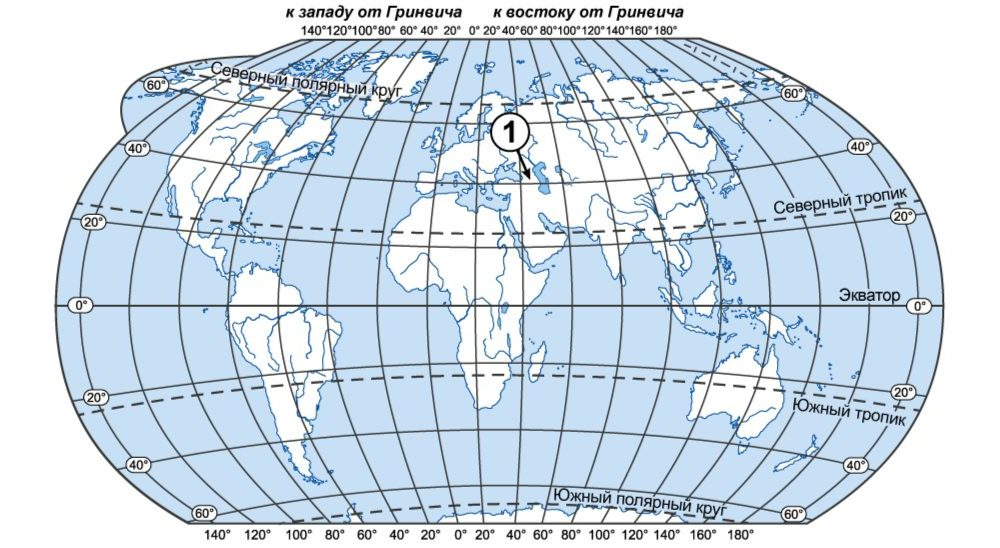 к западу от Гринвича к востоку от Гринвича
140°120°100°80° 60° 40° 20° 0° 20°40°60°80°100°120°140°160°180°
Северный полярный круг
60° 60°
1
40° 40°
Северный тропик
20° 20°
Экватор
0° 0°
20° 20°
Южный тропик
40° 40°
Южный полярный круг
60° 60°
140° 120° 100° 80° 60° 40° 20° 0° 20° 40° 60° 80° 100° 120° 140° 160° 180°